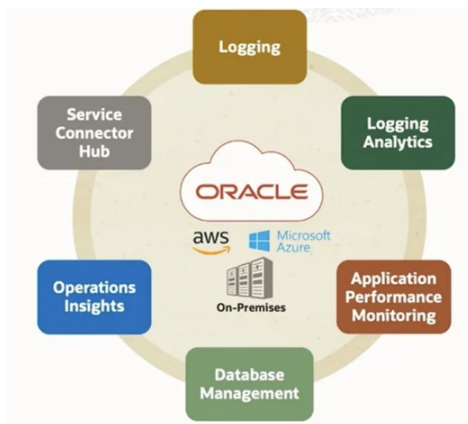 Logging
Service
Connector
Hub
Logging
Analytics
ORACLE
aws
Microsoft
Azure
On-Premises
Operations
Insights
Application
Performance
Monitoring
Database
Management